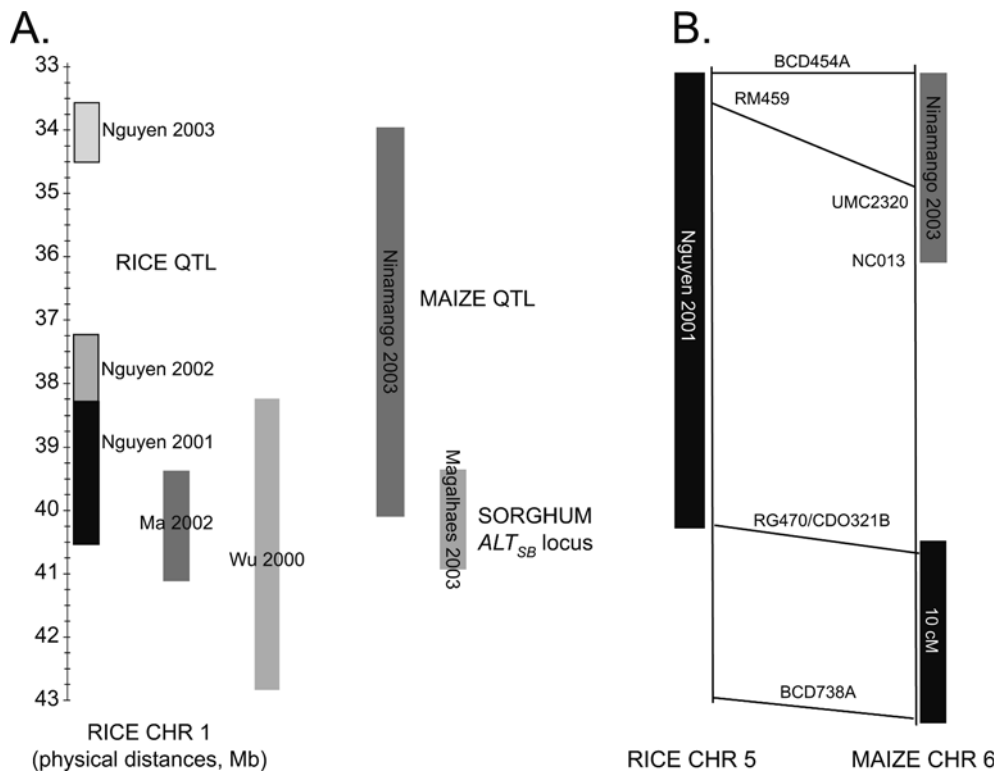 A.
33
34
35
36
37
38
39
40
41
42
43
Nguyen 2003
RICE QTL
Nguyen 2002
Nguyen 2001
Ma 2002
Wu 2000
Ninamango 2003
MAIZE QTL
Magalhaes 2003
SORGHUM
ALT_SB locus
RICE CHR 1
(physical distances, Mb)
B.
BCD454A
RM459
Nguyen 2001
Ninamango 2003
UMC2320
NC013
RG470/CDO321B
10 cM
BCD738A
RICE CHR 5
MAIZE CHR 6